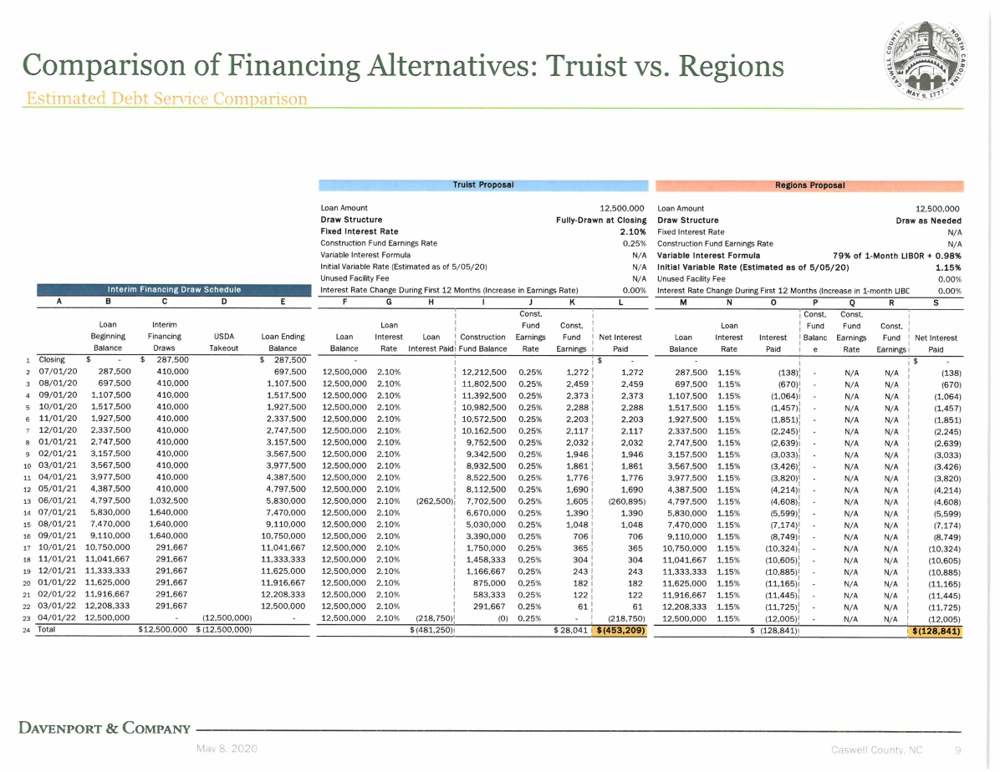 Comparison of Financing Alternatives: Truist vs. Regions
Estimated Debt Service Comparison
CASWELL COUNTY, NORTH CAROLINA
MAY 9, 1777
Truist Proposal
Loan Amount 12,500,000
Draw Structure Fully-Drawn at Closing
Fixed Interest Rate 2.10%
Construction Fund Earnings Rate 0.25%
Variable Interest Formula N/A
Initial Variable Rate (Estimated as of 5/05/20) N/A
Unused Facility Fee N/A
Interest Rate Change During First 12 Months (Increase in Earnings Rate) 0.00%
Regions Proposal
Loan Amount 12,500,000
Draw Structure Draw as Needed
Fixed Interest Rate N/A
Construction Fund Earnings Rate N/A
Variable Interest Formula 79% of 1-Month LIBOR + 0.98%
Initial Variable Rate (Estimated as of 5/05/20) 1.15%
Unused Facility Fee 0.00%
Interest Rate Change During First 12 Months (Increase in 1-month LIBC 0.00%
Interim Financing Draw Schedule
A B C D E F G H I J K L M N O P Q R S
Const. Const. Const.
Loan Interim Loan Fund Const. Loan Fund Fund Const.
Beginning Financing USDA Loan Ending Loan Interest Loan Construction Earnings Fund Net Interest Loan Interest Interest Balanc Earnings Fund Net Interest
Balance Draws Takeout Balance Balance Rate Interest Paid Fund Balance Rate Earnings Paid Balance Rate Paid e Rate Earnings Paid
1 Closing $ - $ 287,500 $ 287,500 - $ - - $ -
2 07/01/20 287,500 410,000 697,500 12,500,000 2.10% 12,212,500 0.25% 1,272 1,272 287,500 1.15% (138) - N/A N/A (138)
3 08/01/20 697,500 410,000 1,107,500 12,500,000 2.10% 11,802,500 0.25% 2,459 2,459 697,500 1.15% (670) - N/A N/A (670)
4 09/01/20 1,107,500 410,000 1,517,500 12,500,000 2.10% 11,392,500 0.25% 2,373 2,373 1,107,500 1.15% (1,064) - N/A N/A (1,064)
5 10/01/20 1,517,500 410,000 1,927,500 12,500,000 2.10% 10,982,500 0.25% 2,288 2,288 1,517,500 1.15% (1,457) - N/A N/A (1,457)
6 11/01/20 1,927,500 410,000 2,337,500 12,500,000 2.10% 10,572,500 0.25% 2,203 2,203 1,927,500 1.15% (1,851) - N/A N/A (1,851)
7 12/01/20 2,337,500 410,000 2,747,500 12,500,000 2.10% 10,162,500 0.25% 2,117 2,117 2,337,500 1.15% (2,245) - N/A N/A (2,245)
8 01/01/21 2,747,500 410,000 3,157,500 12,500,000 2.10% 9,752,500 0.25% 2,032 2,032 2,747,500 1.15% (2,639) - N/A N/A (2,639)
9 02/01/21 3,157,500 410,000 3,567,500 12,500,000 2.10% 9,342,500 0.25% 1,946 1,946 3,157,500 1.15% (3,033) - N/A N/A (3,033)
10 03/01/21 3,567,500 410,000 3,977,500 12,500,000 2.10% 8,932,500 0.25% 1,861 1,861 3,567,500 1.15% (3,426) - N/A N/A (3,426)
11 04/01/21 3,977,500 410,000 4,387,500 12,500,000 2.10% 8,522,500 0.25% 1,776 1,776 3,977,500 1.15% (3,820) - N/A N/A (3,820)
12 05/01/21 4,387,500 410,000 4,797,500 12,500,000 2.10% 8,112,500 0.25% 1,690 1,690 4,387,500 1.15% (4,214) - N/A N/A (4,214)
13 06/01/21 4,797,500 1,032,500 5,830,000 12,500,000 2.10% (262,500) 7,702,500 0.25% 1,605 (260,895) 4,797,500 1.15% (4,608) - N/A N/A (4,608)
14 07/01/21 5,830,000 1,640,000 7,470,000 12,500,000 2.10% 6,670,000 0.25% 1,390 1,390 5,830,000 1.15% (5,599) - N/A N/A (5,599)
15 08/01/21 7,470,000 1,640,000 9,110,000 12,500,000 2.10% 5,030,000 0.25% 1,048 1,048 7,470,000 1.15% (7,174) - N/A N/A (7,174)
16 09/01/21 9,110,000 1,640,000 10,750,000 12,500,000 2.10% 3,390,000 0.25% 706 706 9,110,000 1.15% (8,749) - N/A N/A (8,749)
17 10/01/21 10,750,000 291,667 11,041,667 12,500,000 2.10% 1,750,000 0.25% 365 365 10,750,000 1.15% (10,324) - N/A N/A (10,324)
18 11/01/21 11,041,667 291,667 11,333,333 12,500,000 2.10% 1,458,333 0.25% 304 304 11,041,667 1.15% (10,605) - N/A N/A (10,605)
19 12/01/21 11,333,333 291,667 11,625,000 12,500,000 2.10% 1,166,667 0.25% 243 243 11,333,333 1.15% (10,885) - N/A N/A (10,885)
20 01/01/22 11,625,000 291,667 11,916,667 12,500,000 2.10% 875,000 0.25% 182 182 11,625,000 1.15% (11,165) - N/A N/A (11,165)
21 02/01/22 11,916,667 291,667 12,208,333 12,500,000 2.10% 583,333 0.25% 122 122 11,916,667 1.15% (11,445) - N/A N/A (11,445)
22 03/01/22 12,208,333 291,667 12,500,000 12,500,000 2.10% 291,667 0.25% 61 61 12,208,333 1.15% (11,725) - N/A N/A (11,725)
23 04/01/22 12,500,000 - (12,500,000) - 12,500,000 2.10% (218,750) (0) 0.25% - (218,750) 12,500,000 1.15% (12,005) - N/A N/A (12,005)
24 Total $12,500,000 $ (12,500,000) $ (481,250) $ 28,041 $ (453,209) $ (128,841) $ (128,841)
DAVENPORT & COMPANY
May 8, 2020
Caswell County, NC 9